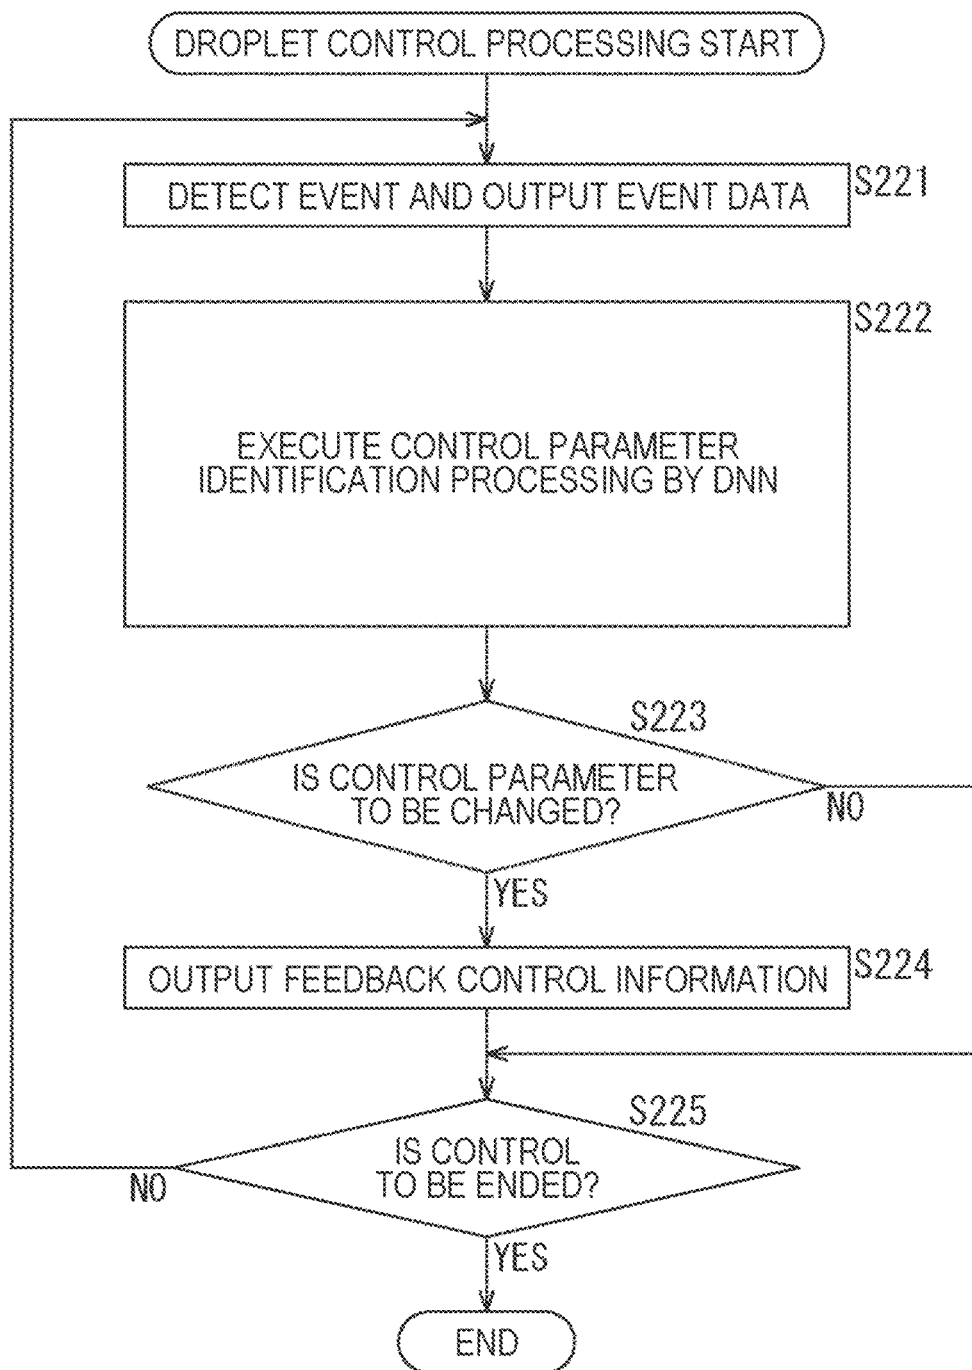 DROPLET CONTROL PROCESSING START
DETECT EVENT AND OUTPUT EVENT DATA
S221
S222
EXECUTE CONTROL PARAMETER
IDENTIFICATION PROCESSING BY DNN
S223
IS CONTROL PARAMETER
TO BE CHANGED?
NO
YES
OUTPUT FEEDBACK CONTROL INFORMATION
S224
S225
IS CONTROL
TO BE ENDED?
NO
YES
END